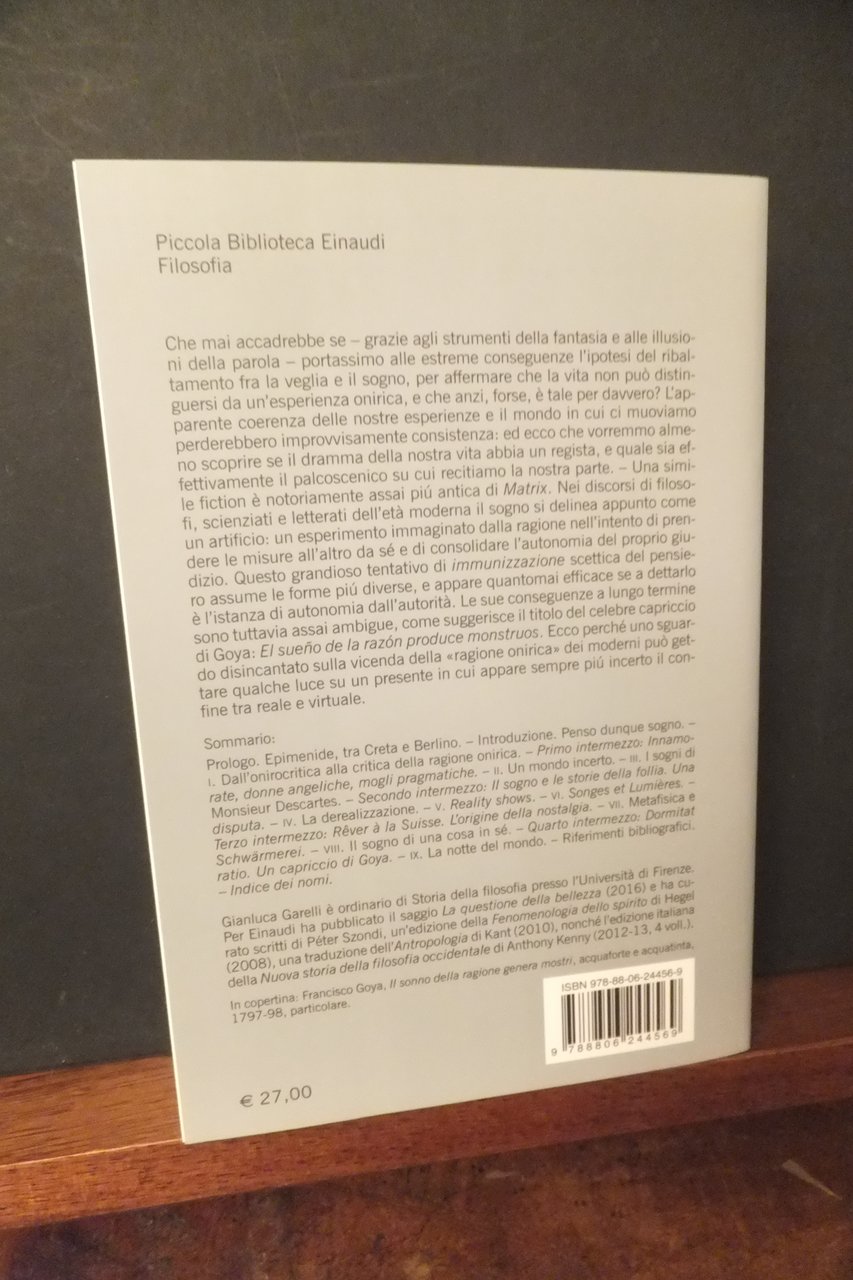 Piccola Biblioteca Einaudi
Filosofia
Che mai accadrebbe se – grazie agli strumenti della fantasia e alle illusio-
ni della parola – portassimo alle estreme conseguenze l'ipotesi del ribal-
tamento fra la veglia e il sogno, per affermare che la vita non può distin-
guersi da un'esperienza onirica, e che anzi, forse, è tale per davvero? L'ap-
parente coerenza delle nostre esperienze e il mondo in cui ci muoviamo
perderebbero improvvisamente consistenza: ed ecco che vorremmo alme-
no scoprire se il dramma della nostra vita abbia un regista, e quale sia ef-
fettivamente il palcoscenico su cui recitiamo la nostra parte. – Una simi-
le fiction è notoriamente assai piú antica di Matrix. Nei discorsi di filoso-
fi, scienziati e letterati dell'età moderna il sogno si delinea appunto come
un artificio: un esperimento immaginato dalla ragione nell'intento di pren-
dere le misure all'altro da sé e di consolidare l'autonomia del proprio giu-
dizio. Questo grandioso tentativo di immunizzazione scettica del pensie-
ro assume le forme piú diverse, e appare quantomai efficace se a dettarlo
è l'istanza di autonomia dall'autorità. Le sue conseguenze a lungo termine
sono tuttavia assai ambigue, come suggerisce il titolo del celebre capriccio
di Goya: El sueño de la razón produce monstruos. Ecco perché uno sguar-
do disincantato sulla vicenda della «ragione onirica» dei moderni può get-
tare qualche luce su un presente in cui appare sempre piú incerto il con-
fine tra reale e virtuale.
Sommario:
Prologo. Epimenide, tra Creta e Berlino. – Introduzione. Penso dunque sogno. –
I. Dall'onirocritica alla critica della ragione onirica. – Primo intermezzo: Innamo-
rate, donne angeliche, mogli pragmatiche. – II. Un mondo incerto. – III. I sogni di
Monsieur Descartes. – Secondo intermezzo: Il sogno e le storie della follia. Una
disputa. – IV. La derealizzazione. – V. Reality shows. – VI. Songes et Lumières. –
Terzo intermezzo: Rêver à la Suisse. L'origine della nostalgia. – VII. Metafisica e
Schwärmerei. – VIII. Il sogno di una cosa in sé. – Quarto intermezzo: Dormitat
ratio. Un capriccio di Goya. – IX. La notte del mondo. – Riferimenti bibliografici.
– Indice dei nomi.
Gianluca Garelli è ordinario di Storia della filosofia presso l'Università di Firenze.
Per Einaudi ha pubblicato il saggio La questione della bellezza (2016) e ha cu-
rato scritti di Péter Szondi, un'edizione della Fenomenologia dello spirito di Hegel
(2008), una traduzione dell'Antropologia di Kant (2010), nonché l'edizione italiana
della Nuova storia della filosofia occidentale di Anthony Kenny (2012-13, 4 voll.).
In copertina: Francisco Goya, Il sonno della ragione genera mostri, acquaforte e acquatinta,
1797-98, particolare.
ISBN 978-88-06-24456-9
9 788806 244569
€ 27,00